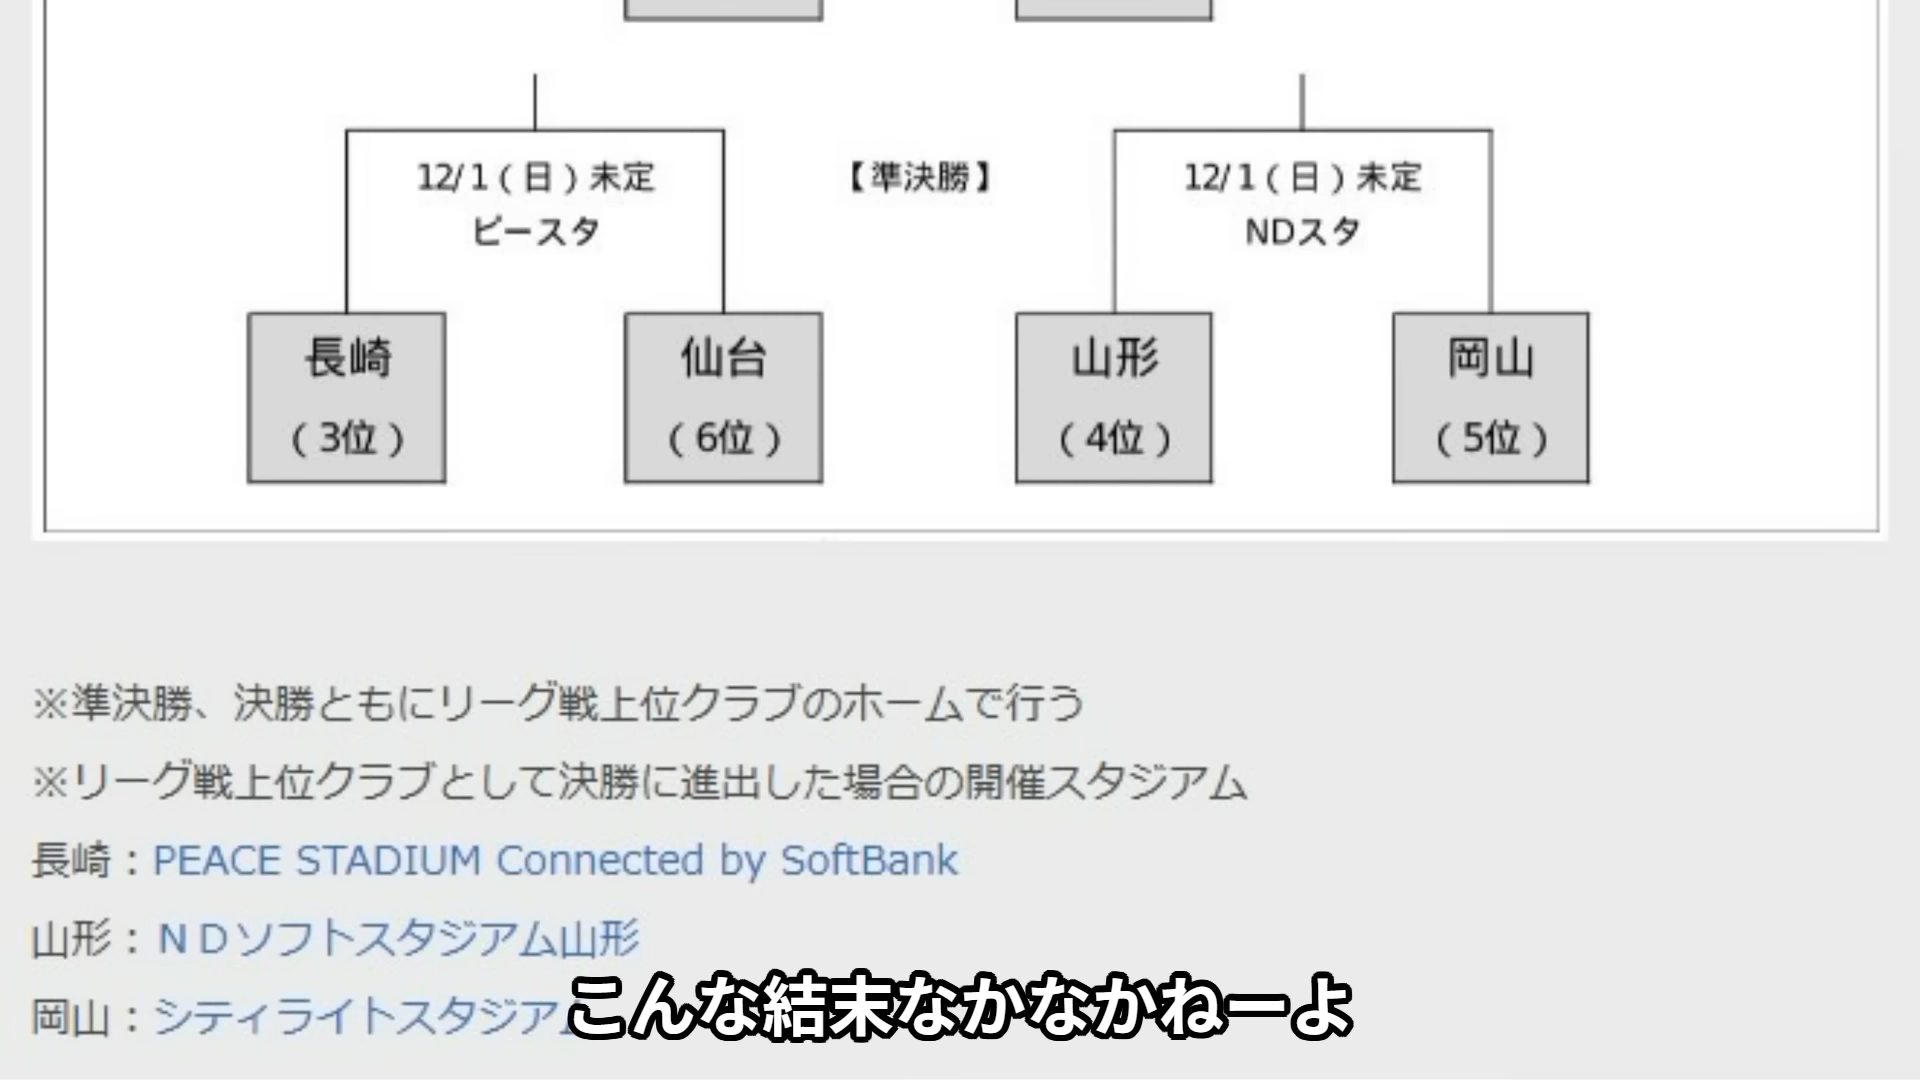 12/1(日)未定
ピースタ
【準決勝】
12/1(日)未定
NDスタ
長崎
(3位)
仙台
(6位)
山形
(4位)
岡山
(5位)
※準決勝、決勝ともにリーグ戦上位クラブのホームで行う
※リーグ戦上位クラブとして決勝に進出した場合の開催スタジアム
長崎：PEACE STADIUM Connected by SoftBank
山形：ＮＤソフトスタジアム山形
岡山：シティライトスタジアム
こんな結末なかなかねーよ